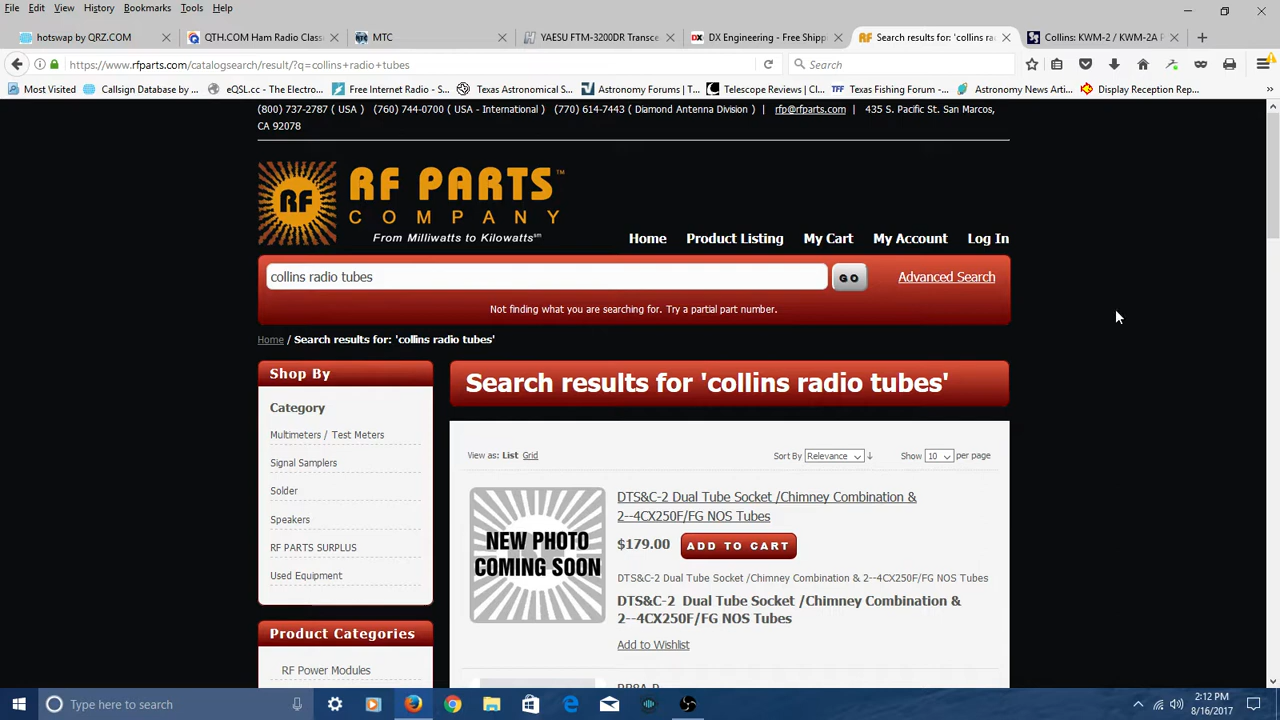 File Edit View History Bookmarks Tools Help
hotswap by QRZ.COM
QTH.COM Ham Radio Class
MTC
YAESU FTM-3200DR Transce
DX Engineering - Free Shipp
Search results for: 'collins rac
Collins: KWM-2 / KWM-2A P
https://www.rfparts.com/catalogsearch/result/?q=collins+radio+tubes
Search
Most Visited
Callsign Database by ...
eQSL.cc - The Electron...
Free Internet Radio - S...
Texas Astronomical S...
Astronomy Forums | T...
Telescope Reviews | Cl...
Texas Fishing Forum - ...
Astronomy News Arti...
Display Reception Rep...
(800) 737-2787 ( USA ) (760) 744-0700 ( USA - International ) (770) 614-7443 ( Diamond Antenna Division ) | rfp@rfparts.com | 435 S. Pacific St. San Marcos,
CA 92078
RF
RF PARTS™
COMPANY
From Milliwatts to Kilowatts℠
Home Product Listing My Cart My Account Log In
collins radio tubes
GO
Advanced Search
Not finding what you are searching for. Try a partial part number.
Home / Search results for: 'collins radio tubes'
Shop By
Category
Multimeters / Test Meters
Signal Samplers
Solder
Speakers
RF PARTS SURPLUS
Used Equipment
Product Categories
RF Power Modules
Search results for 'collins radio tubes'
View as: List Grid
Sort By Relevance
Show 10 per page
NEW PHOTO
COMING SOON
DTS&C-2 Dual Tube Socket /Chimney Combination &
2--4CX250F/FG NOS Tubes
$179.00 ADD TO CART
DTS&C-2 Dual Tube Socket /Chimney Combination & 2--4CX250F/FG NOS Tubes
DTS&C-2 Dual Tube Socket /Chimney Combination &
2--4CX250F/FG NOS Tubes
Add to Wishlist
Type here to search
2:12 PM
8/16/2017